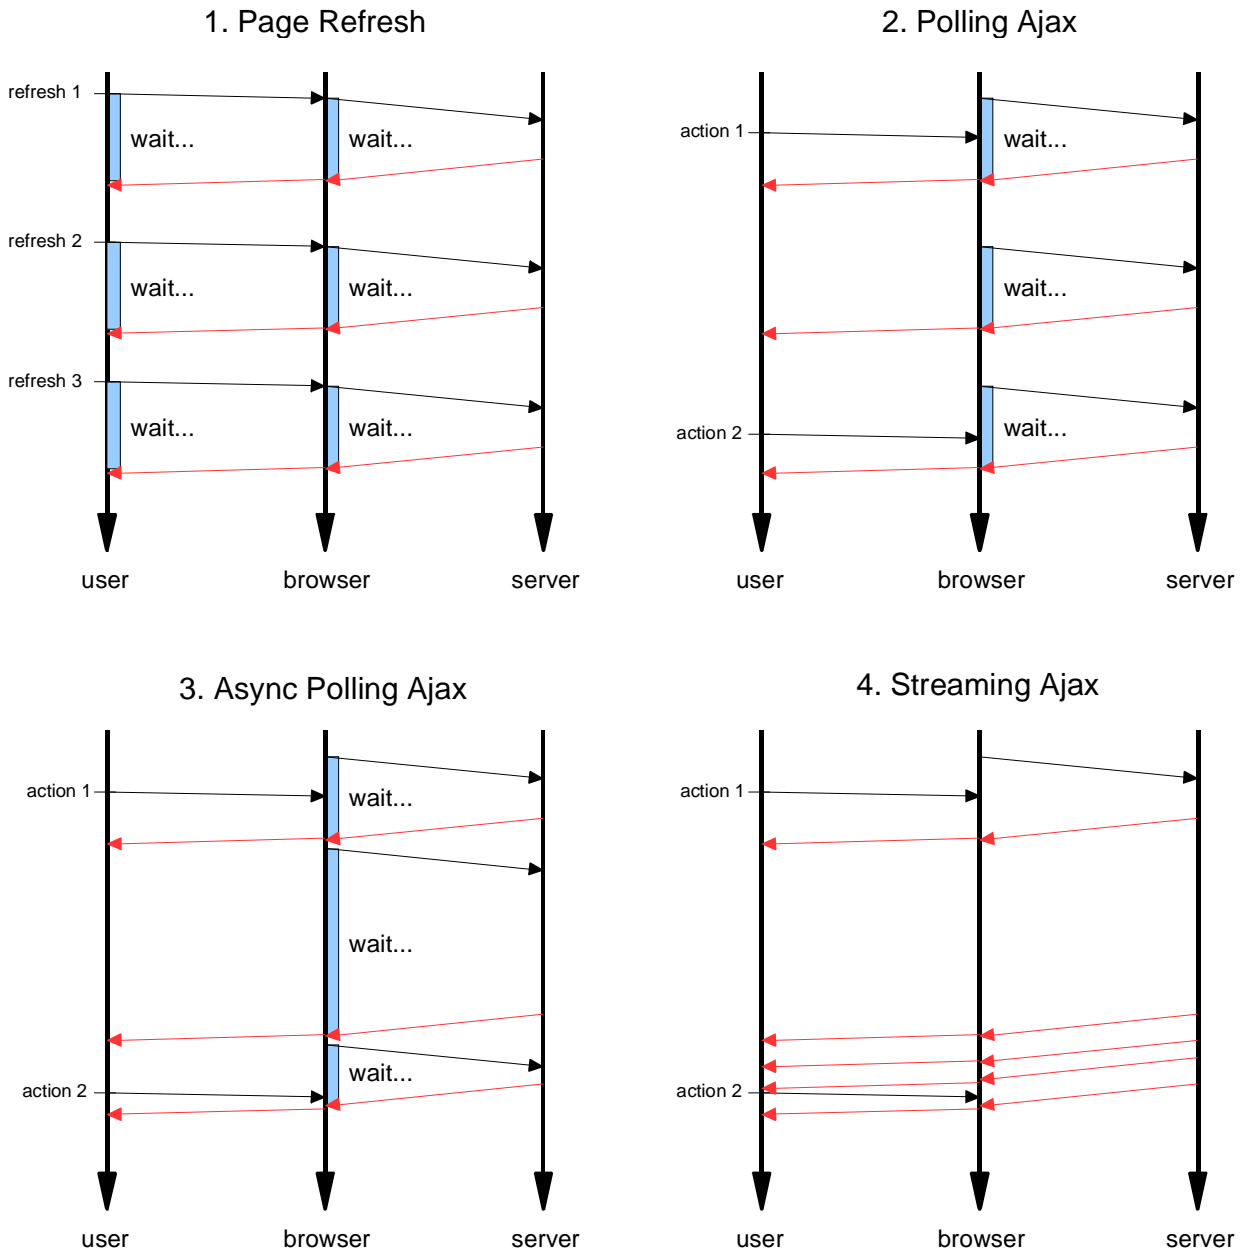 1. Page Refresh
refresh 1
wait...
wait...
refresh 2
wait...
wait...
refresh 3
wait...
wait...
user
browser
server
2. Polling Ajax
action 1
wait...
wait...
action 2
wait...
user
browser
server
3. Async Polling Ajax
action 1
wait...
wait...
wait...
action 2
user
browser
server
4. Streaming Ajax
action 1
action 2
user
browser
server